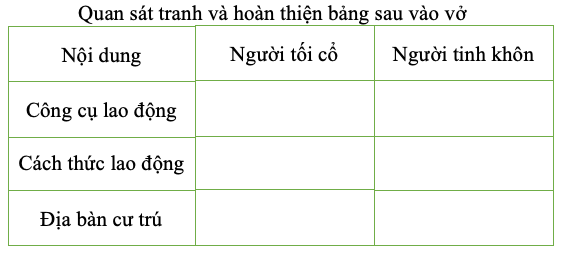 Quan sát tranh và hoàn thiện bảng sau vào vở
Nội dung Người tối cổ Người tinh khôn
Công cụ lao động
Cách thức lao động
Địa bàn cư trú